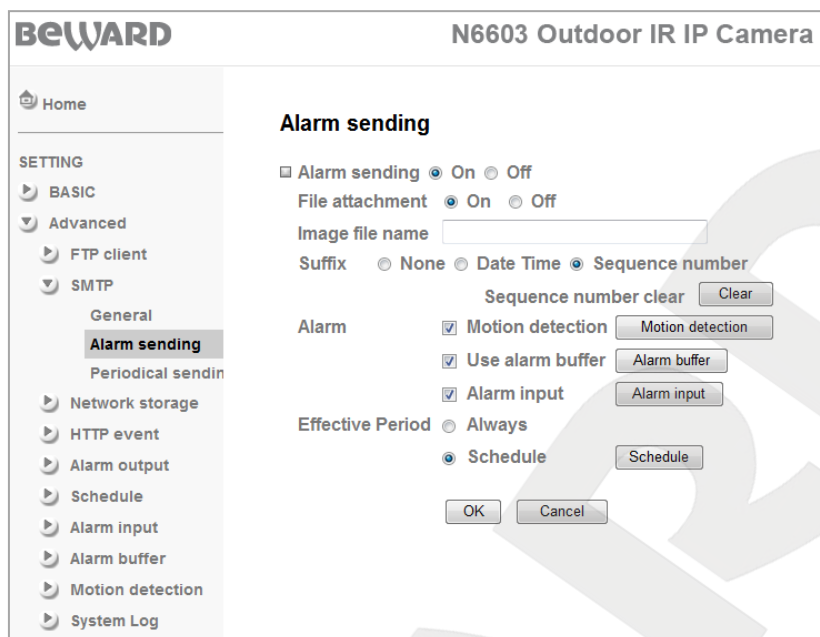 BEWARD
N6603 Outdoor IR IP Camera
Home
SETTING
BASIC
Advanced
FTP client
SMTP
General
Alarm sending
Periodical sendin
Network storage
HTTP event
Alarm output
Schedule
Alarm input
Alarm buffer
Motion detection
System Log
Alarm sending
Alarm sending On Off
File attachment On Off
Image file name
Suffix None Date Time Sequence number
Sequence number clear Clear
Alarm Motion detection Motion detection
Use alarm buffer Alarm buffer
Alarm input Alarm input
Effective Period Always
Schedule Schedule
OK Cancel